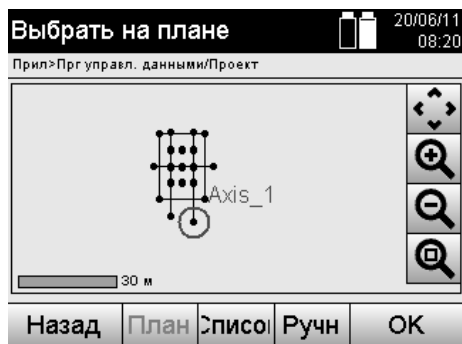 Выбрать на плане
20/06/11
08:20
Прил>Прг управл. данными/Проект
Axis_1
30 м
Назад План Списо Ручн OK